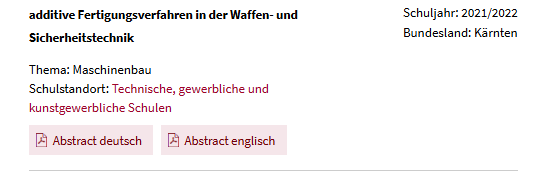 additive Fertigungsverfahren in der Waffen- und
Sicherheitstechnik
Schuljahr: 2021/2022
Bundesland: Kärnten
Thema: Maschinenbau
Schulstandort: Technische, gewerbliche und
kunstgewerbliche Schulen
Abstract deutsch
Abstract englisch